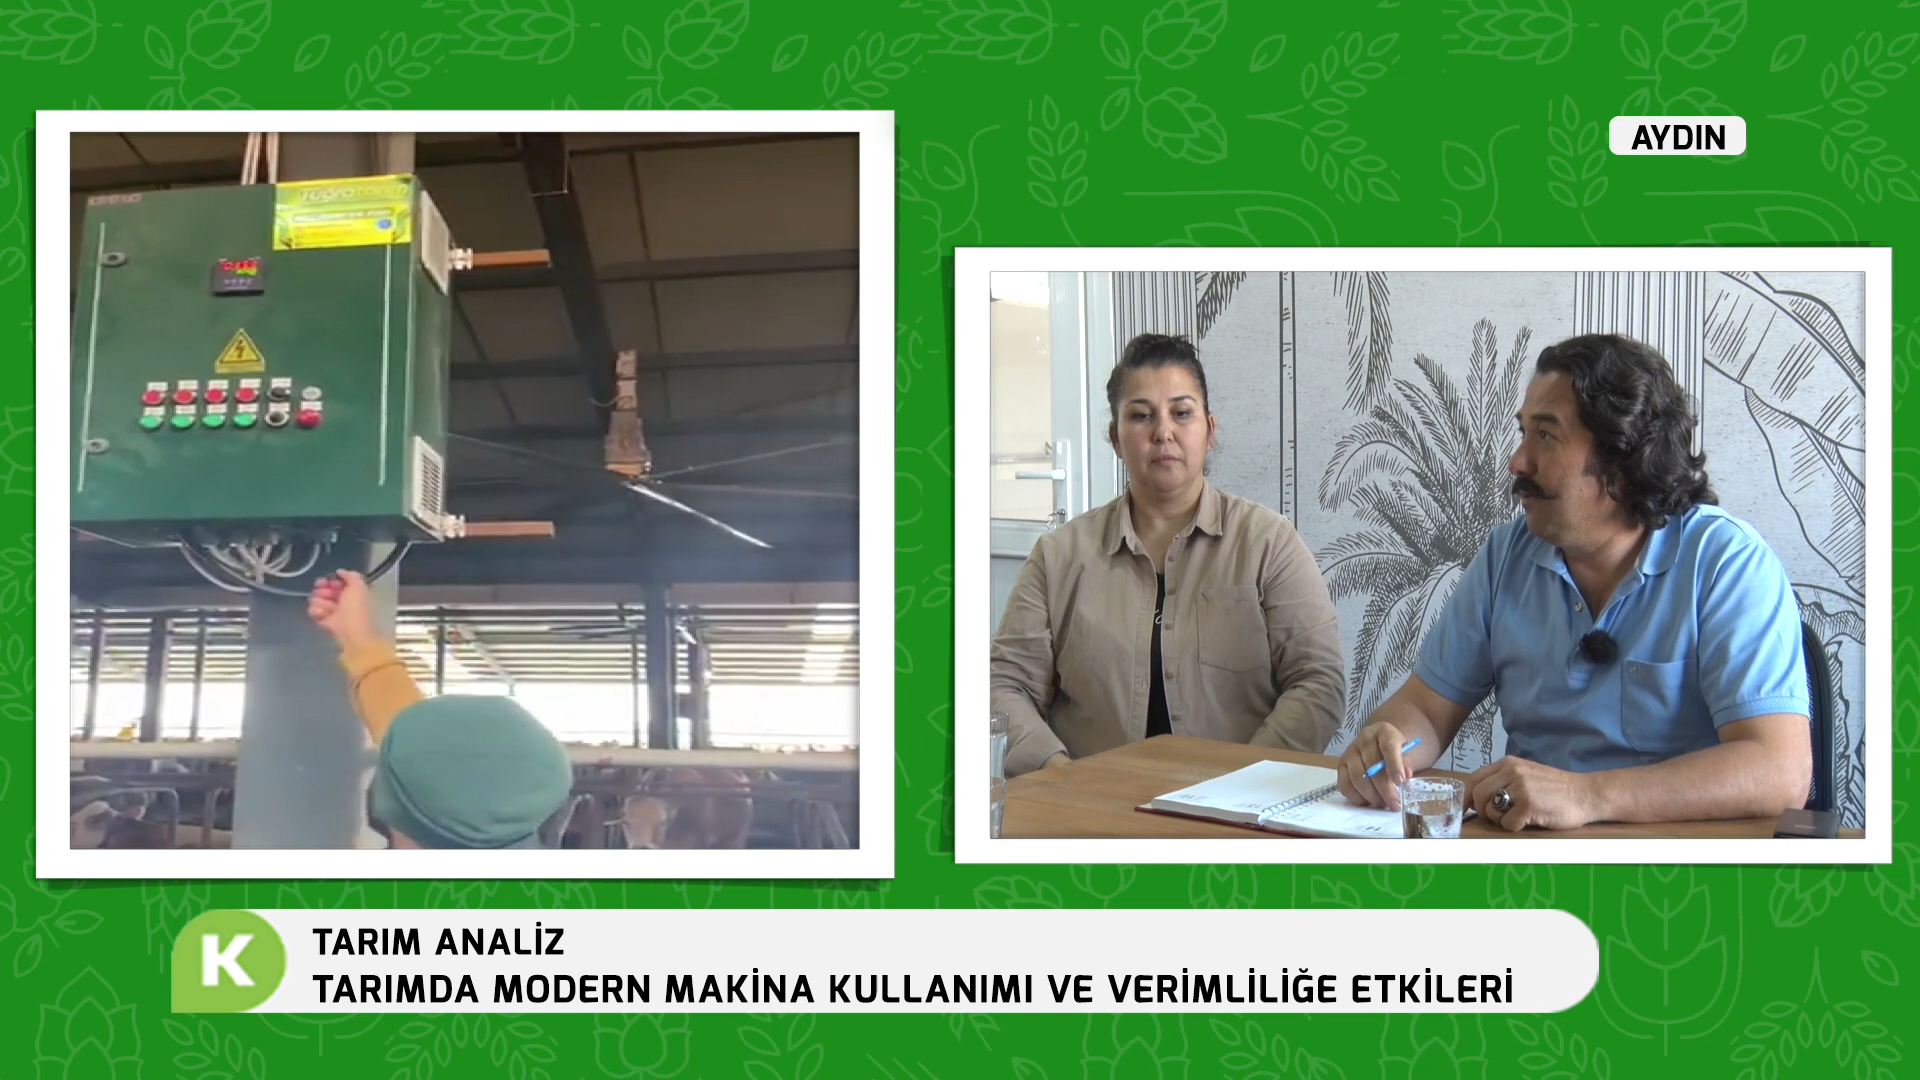 AYDIN
K
TARIM ANALİZ
TARIMDA MODERN MAKİNA KULLANIMI VE VERİMLİLİĞE ETKİLERİ